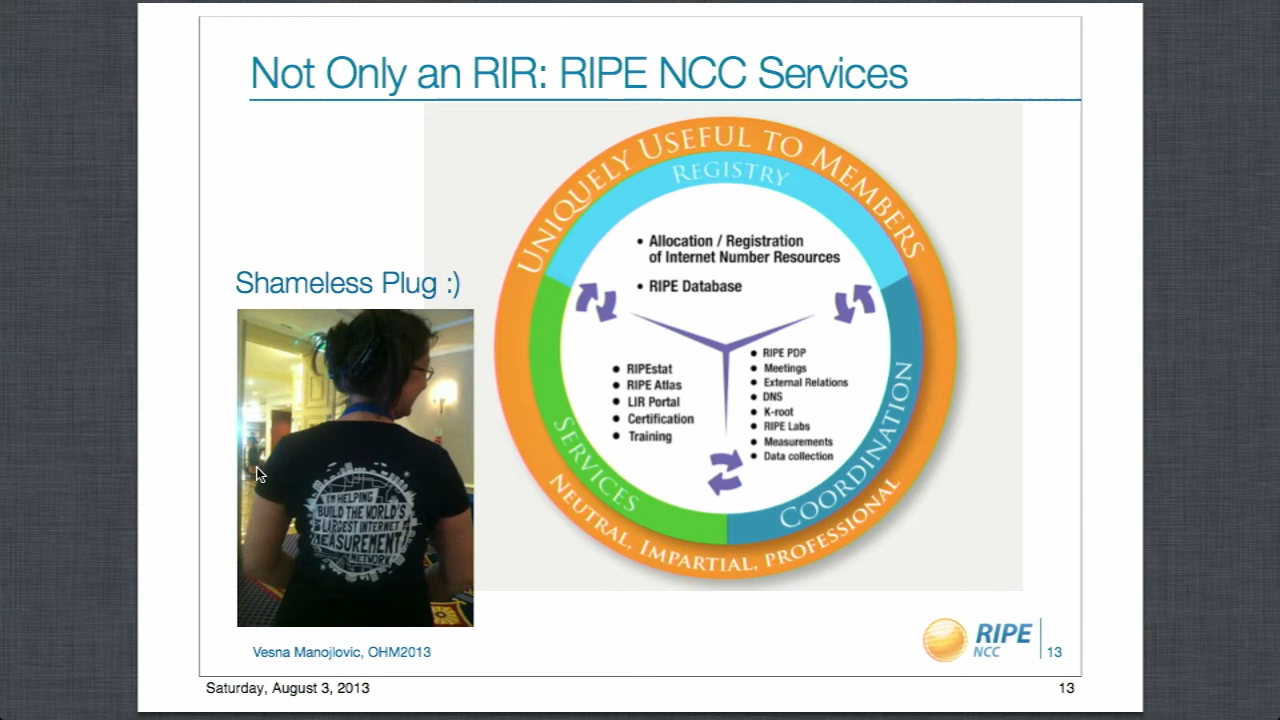 Not Only an RIR: RIPE NCC Services
UNIQUELY USEFUL TO MEMBERS
REGISTRY
• Allocation / Registration
of Internet Number Resources
• RIPE Database
Shameless Plug :)
• RIPEstat
• RIPE Atlas
• LIR Portal
• Certification
• Training
• RIPE PDP
• Meetings
• External Relations
• DNS
• K-root
• RIPE Labs
• Measurements
• Data collection
SERVICES
COORDINATION
NEUTRAL, IMPARTIAL, PROFESSIONAL
I'M HELPING
BUILD THE WORLD'S
LARGEST INTERNET
MEASUREMENT
NETWORK
Vesna Manojlovic, OHM2013
RIPE
NCC
13
Saturday, August 3, 2013
13